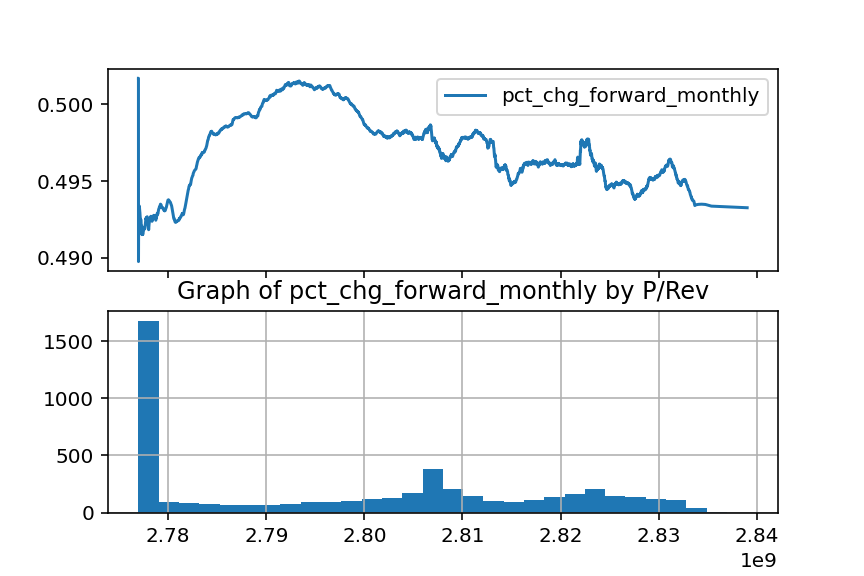 0.500
0.495
0.490
pct_chg_forward_monthly
Graph of pct_chg_forward_monthly by P/Rev
1500
1000
500
0
2.78 2.79 2.80 2.81 2.82 2.83 2.84
1e9